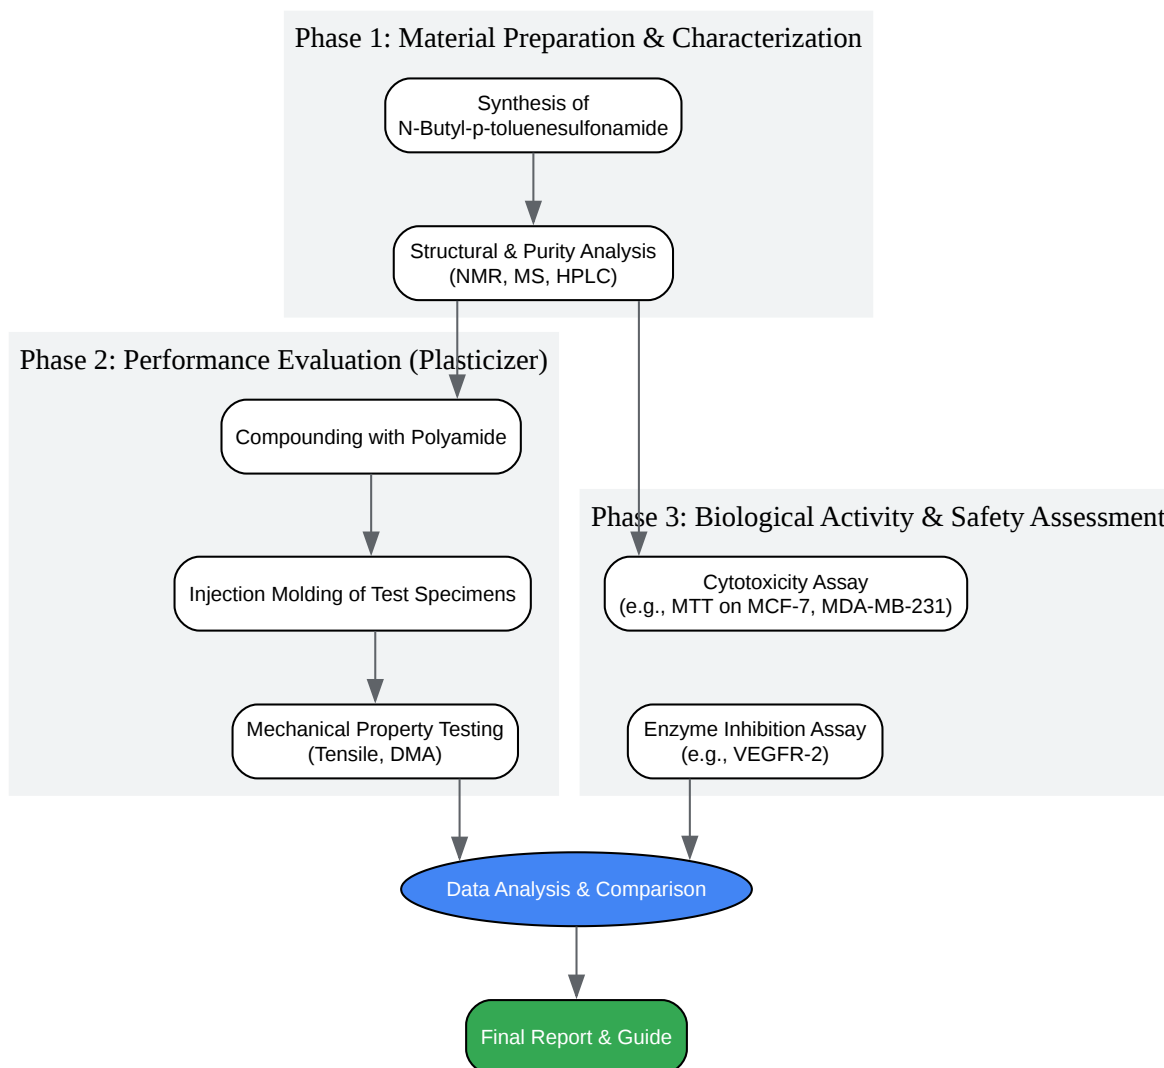 Phase 1: Material Preparation & Characterization
Synthesis of
N-Butyl-p-toluenesulfonamide
Structural & Purity Analysis
(NMR, MS, HPLC)
Phase 2: Performance Evaluation (Plasticizer)
Compounding with Polyamide
Injection Molding of Test Specimens
Mechanical Property Testing
(Tensile, DMA)
Phase 3: Biological Activity & Safety Assessment
Cytotoxicity Assay
(e.g., MTT on MCF-7, MDA-MB-231)
Enzyme Inhibition Assay
(e.g., VEGFR-2)
Data Analysis & Comparison
Final Report & Guide